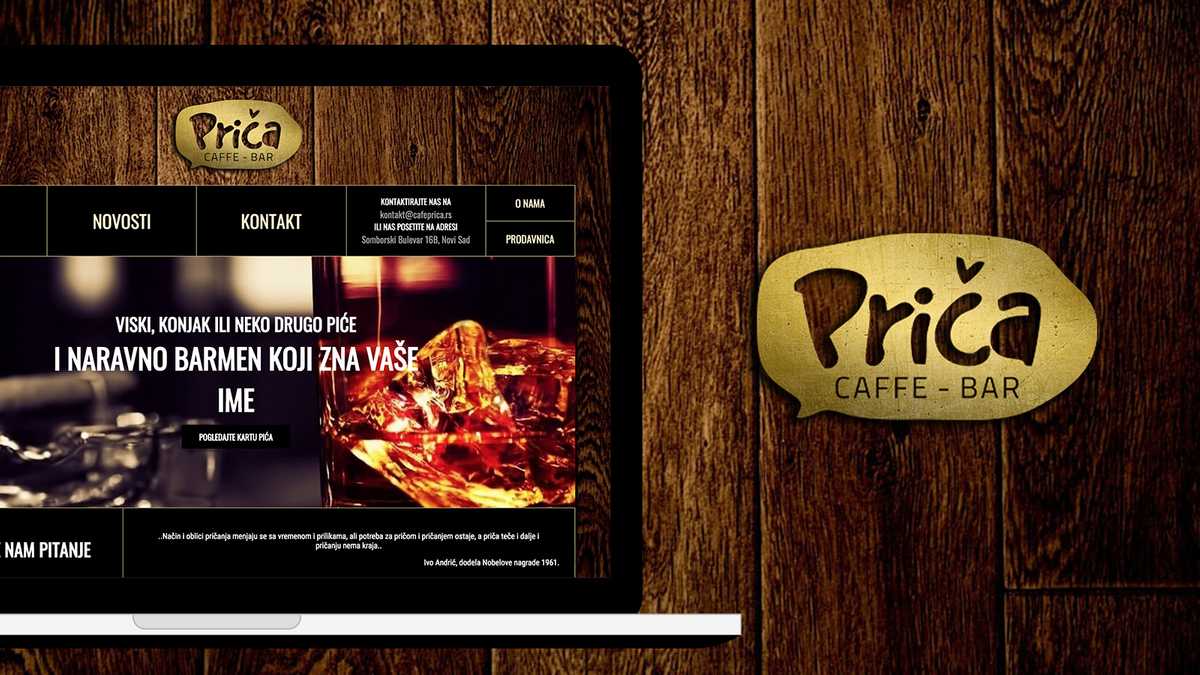 Priča
CAFFE - BAR
NOVOSTI
KONTAKT
KONTAKTIRAJTE NAS NA
kontakt@cafeprica.rs
ILI NAS POSETITE NA ADRESI
Somborski Bulevar 16B, Novi Sad
O NAMA
PRODAVNICA
VISKI, KONJAK ILI NEKO DRUGO PIĆE
I NARAVNO BARMEN KOJI ZNA VAŠE
IME
POGLEDAJTE KARTU PIĆA
NAM PITANJE
..Način i oblici pričanja menjaju se sa vremenom i prilikama, ali potreba za pričom i pričanjem ostaje, a priča teče i dalje i
pričanju nema kraja..
Ivo Andrić, dodela Nobelove nagrade 1961.
Priča
CAFFE - BAR